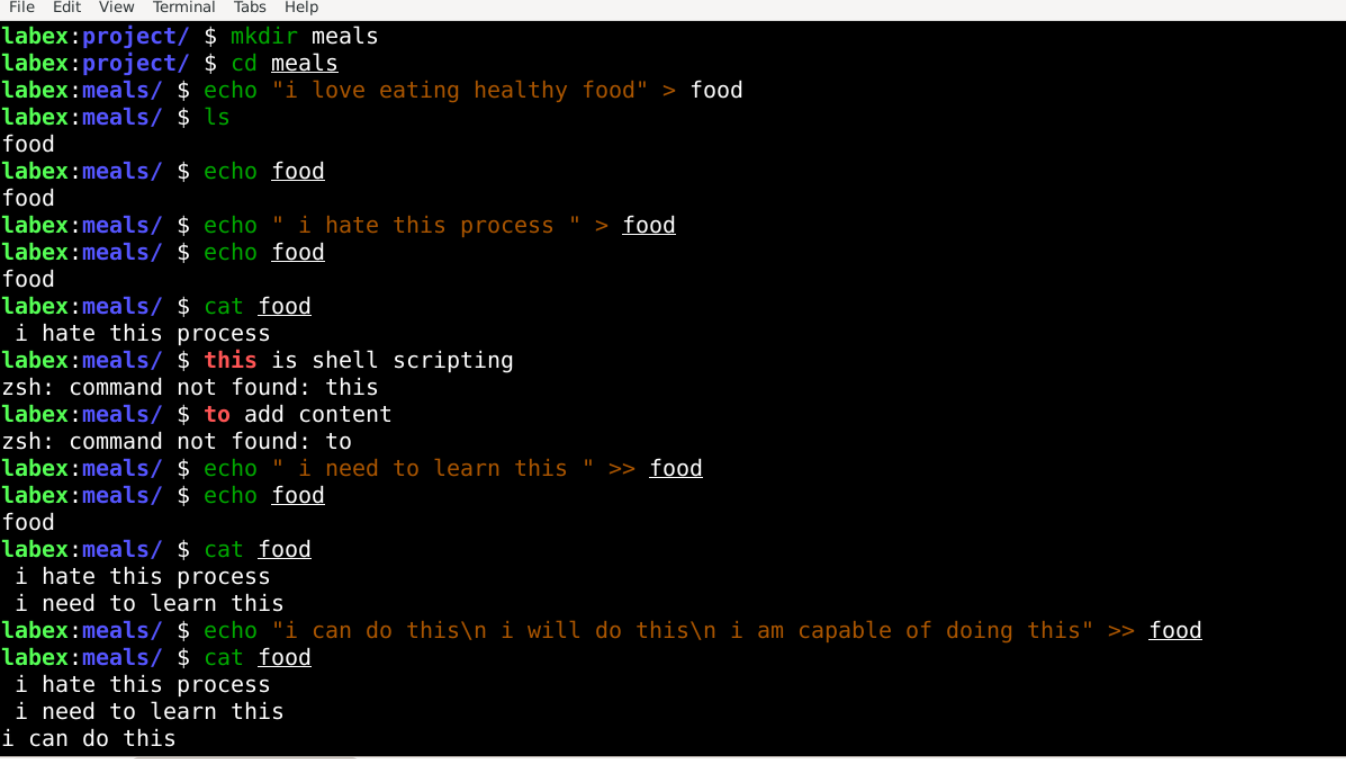 File Edit View Terminal Tabs Help
labex:project/ $ mkdir meals
labex:project/ $ cd meals
labex:meals/ $ echo "i love eating healthy food" > food
labex:meals/ $ ls
food
labex:meals/ $ echo food
food
labex:meals/ $ echo " i hate this process " > food
labex:meals/ $ echo food
food
labex:meals/ $ cat food
 i hate this process
labex:meals/ $ this is shell scripting
zsh: command not found: this
labex:meals/ $ to add content
zsh: command not found: to
labex:meals/ $ echo " i need to learn this " >> food
labex:meals/ $ echo food
food
labex:meals/ $ cat food
 i hate this process
 i need to learn this
labex:meals/ $ echo "i can do this\n i will do this\n i am capable of doing this" >> food
labex:meals/ $ cat food
 i hate this process
 i need to learn this
i can do this